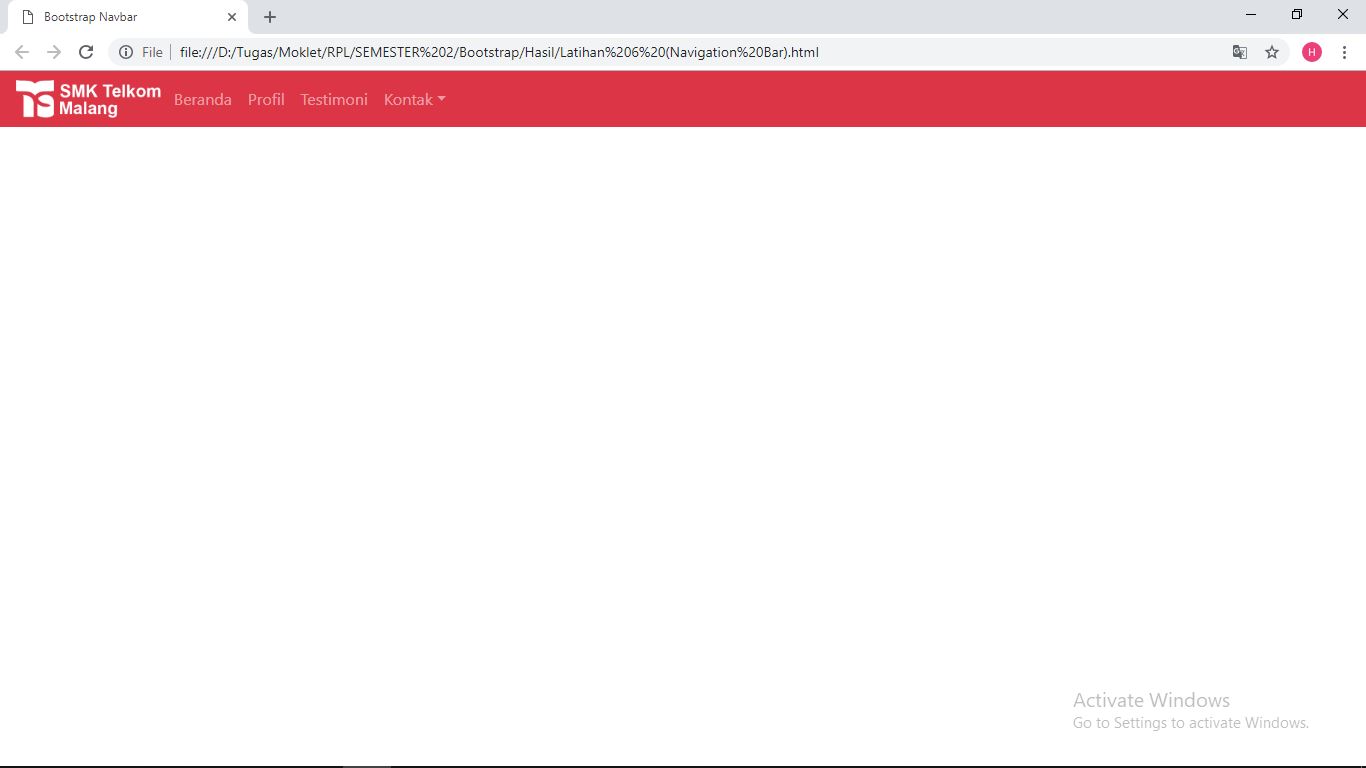 Bootstrap Navbar
File file:///D:/Tugas/Moklet/RPL/SEMESTER%202/Bootstrap/Hasil/Latihan%206%20(Navigation%20Bar).html
H
SMK Telkom
Malang
Beranda Profil Testimoni Kontak
Activate Windows
Go to Settings to activate Windows.